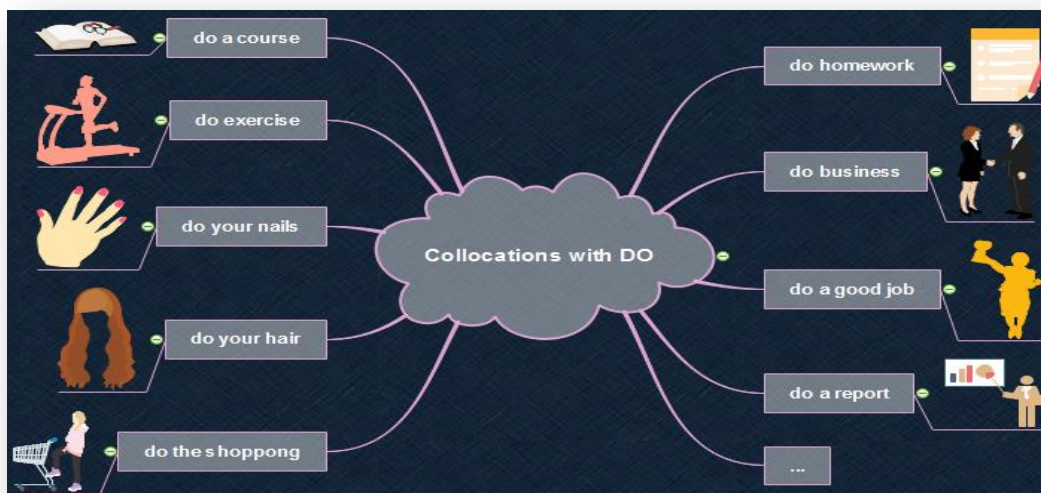 do a course
do exercise
do your nails
do your hair
do the shoppong
Collocations with DO
do homework
do business
do a good job
do a report
...